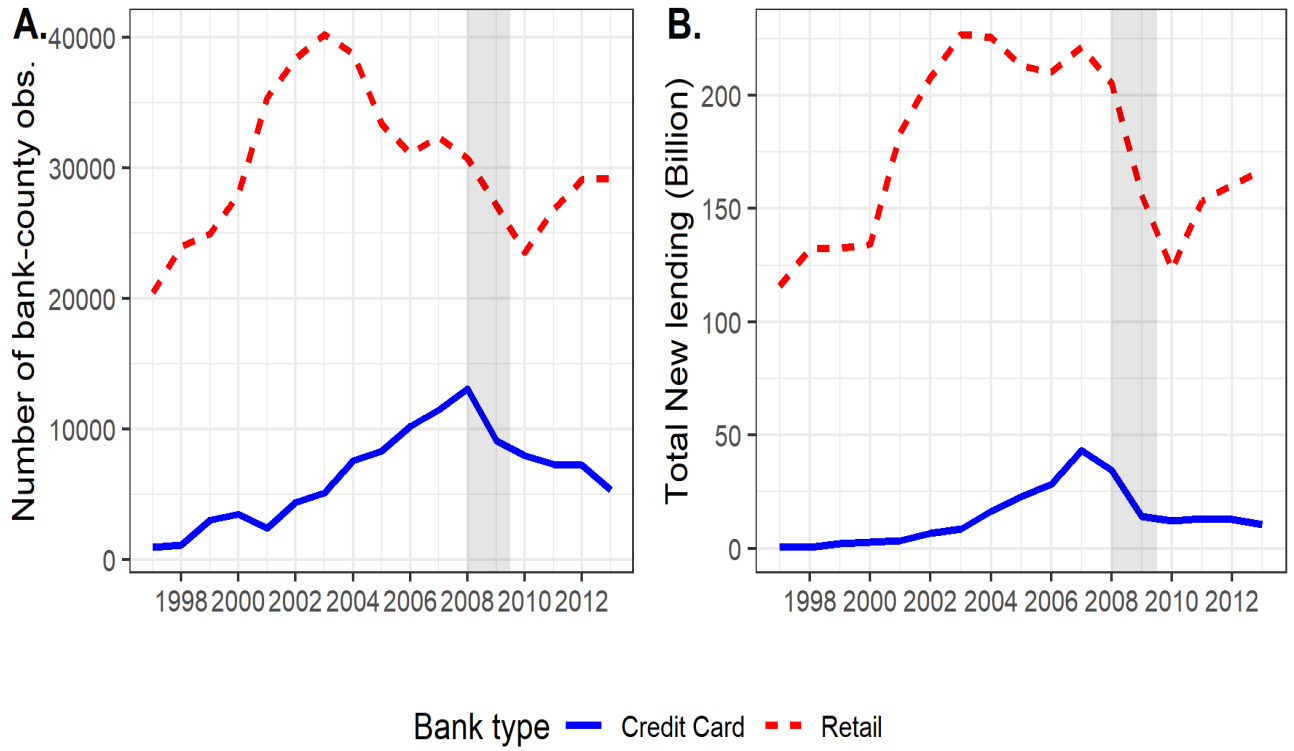 A.
Number of bank-county obs.
40000
30000
20000
10000
0
1998 2000 2002 2004 2006 2008 2010 2012
B.
Total New lending (Billion)
200
150
100
50
0
1998 2000 2002 2004 2006 2008 2010 2012
Bank type Credit Card Retail